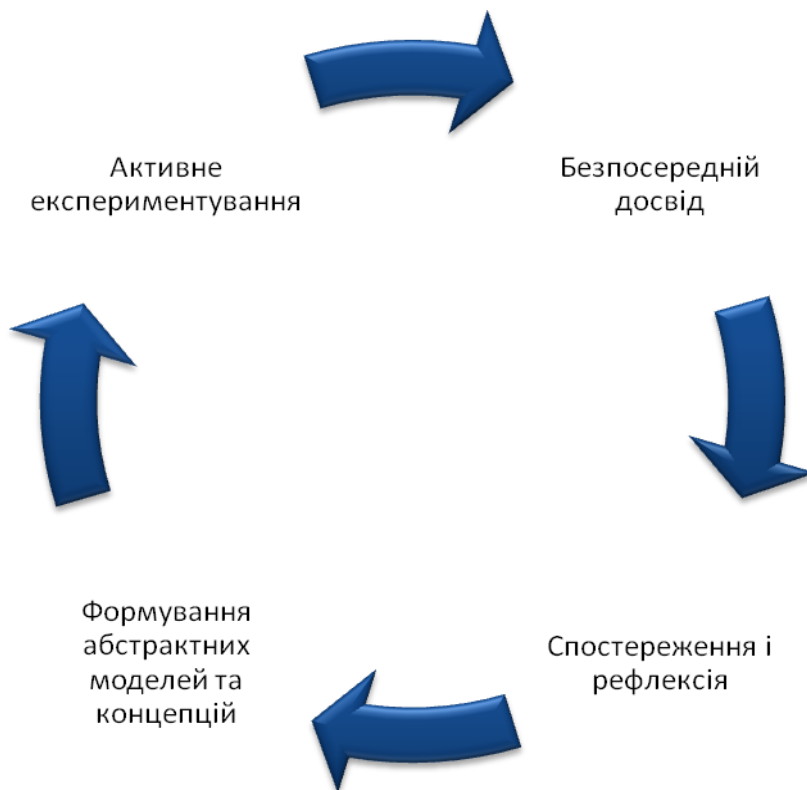 Активне
експериментування
Безпосередній
досвід
Формування
абстрактних
моделей та
концепцій
Спостереження і
рефлексія